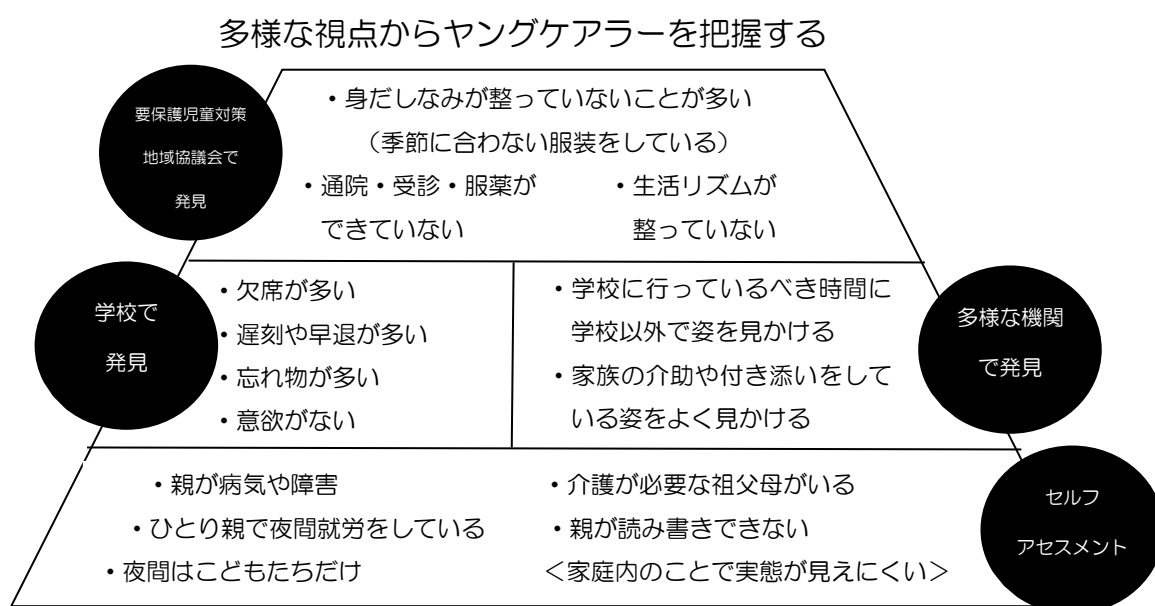 多様な視点からヤングケアラーを把握する
要保護児童対策
地域協議会で
発見
・身だしなみが整っていないことが多い
（季節に合わない服装をしている）
・通院・受診・服薬が
できていない
・生活リズムが
整っていない
学校で
発見
・欠席が多い
・遅刻や早退が多い
・忘れ物が多い
・意欲がない
・学校に行っているべき時間に
学校以外で姿を見かける
・家族の介助や付き添いをして
いる姿をよく見かける
多様な機関
で発見
・親が病気や障害
・ひとり親で夜間就労をしている
・夜間はこどもたちだけ
・介護が必要な祖父母がいる
・親が読み書きできない
＜家庭内のことで実態が見えにくい＞
セルフ
アセスメント